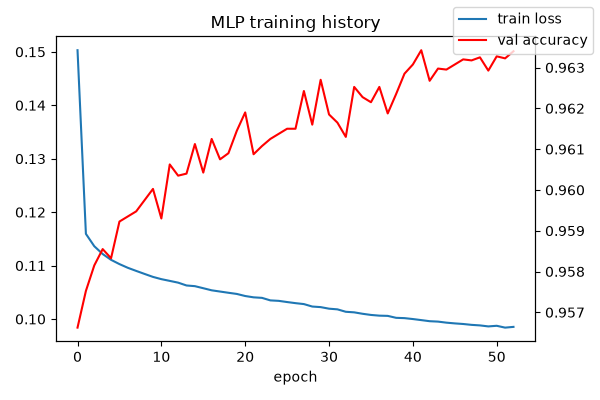 MLP training history
train loss
val accuracy
0.15
0.14
0.13
0.12
0.11
0.10
0.963
0.962
0.961
0.960
0.959
0.958
0.957
0 10 20 30 40 50
epoch